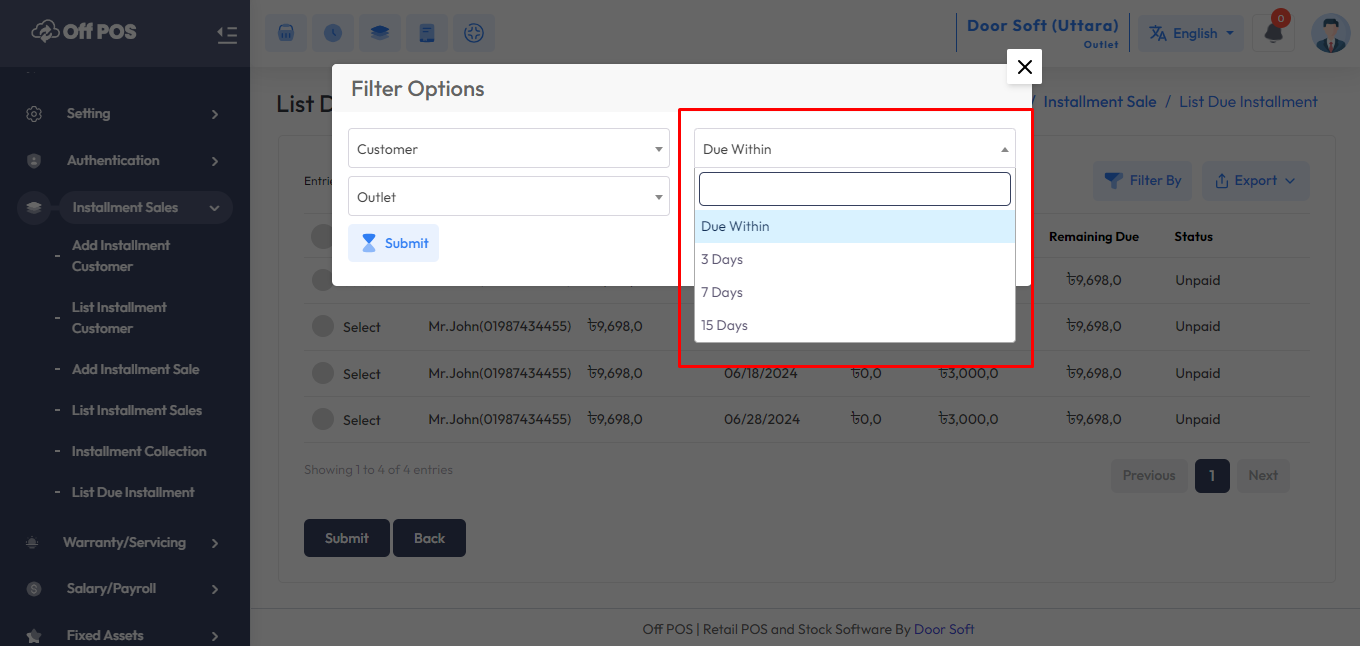 Off POS
Door Soft (Uttara)
Outlet
English
0
Setting
Authentication
Installment Sales
Add Installment
Customer
List Installment
Customer
Add Installment Sale
List Installment Sales
Installment Collection
List Due Installment
Warranty/Servicing
Salary/Payroll
Fixed Assets
List D
/ Installment Sale / List Due Installment
Filter Options
Customer
Due Within
Outlet
Submit
Due Within
3 Days
7 Days
15 Days
Entrie
Filter By
Export
Remaining Due Status
৳9,698,0 Unpaid
Select Mr.John(01987434455) ৳9,698,0 ৳9,698,0 Unpaid
Select Mr.John(01987434455) ৳9,698,0 06/18/2024 ৳0,0 ৳3,000,0 ৳9,698,0 Unpaid
Select Mr.John(01987434455) ৳9,698,0 06/28/2024 ৳0,0 ৳3,000,0 ৳9,698,0 Unpaid
Showing 1 to 4 of 4 entries
Previous 1 Next
Submit Back
Off POS | Retail POS and Stock Software By Door Soft